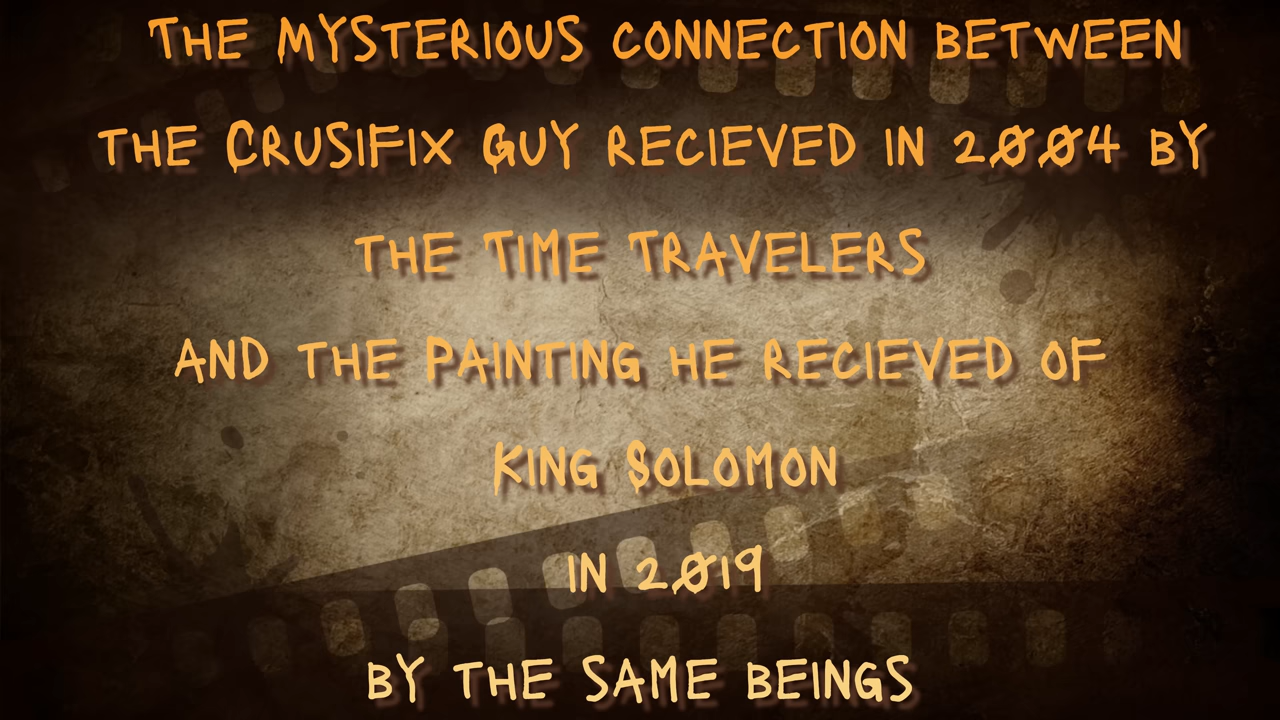 The mysterious connection between
the Crusifix Guy recieved in 2004 by
the Time Travelers
and the Painting he recieved of
King Solomon
in 2019
by the same beings